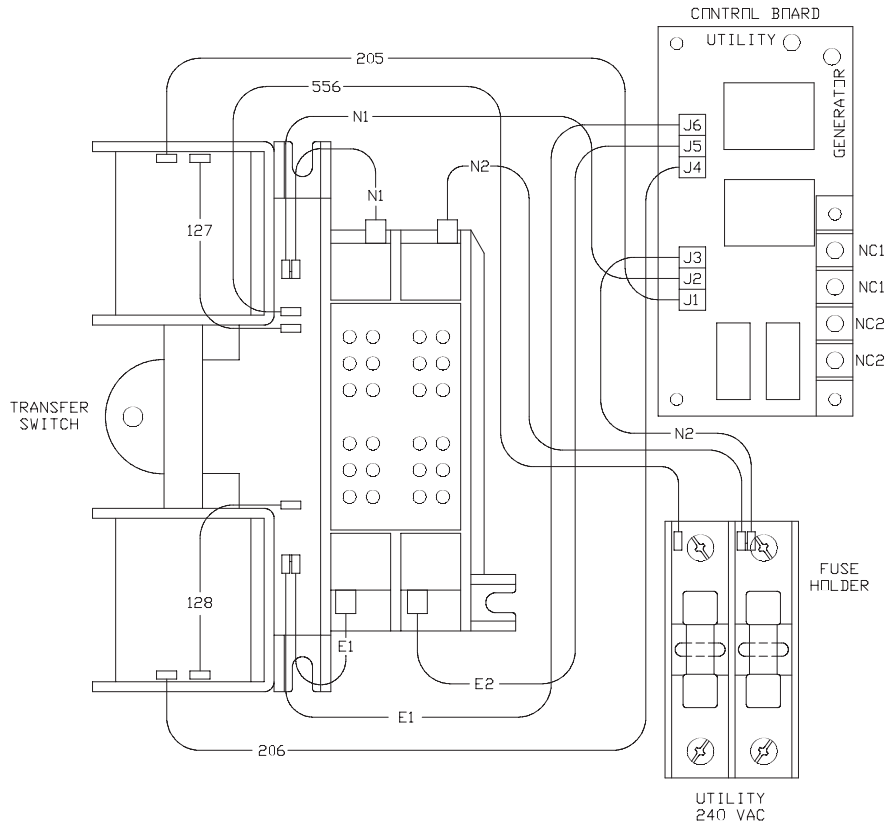 CONTROL BOARD
UTILITY
GENERATOR
205
556
N1
N1
N2
J6
J5
J4
127
J3
J2
J1
NC1
NC1
NC2
NC2
TRANSFER
SWITCH
N2
128
FUSE
HOLDER
E1
E2
E1
206
UTILITY
240 VAC